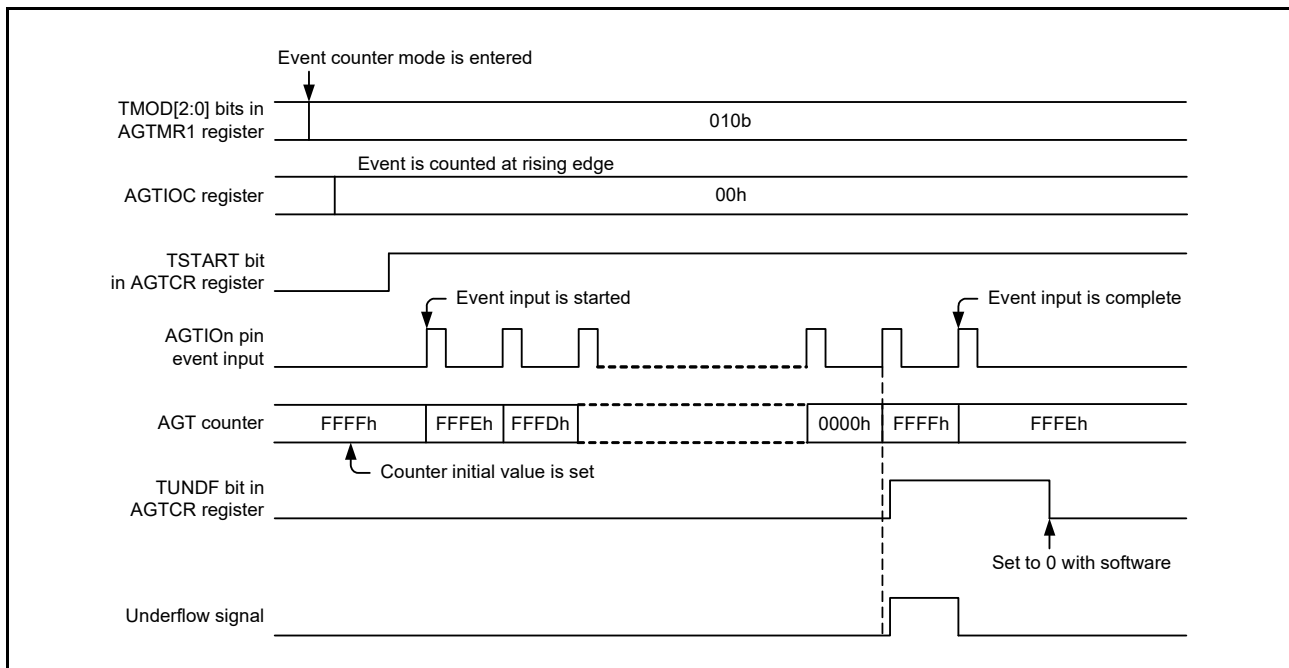 Event counter mode is entered
TMOD[2:0] bits in
AGTMR1 register
010b
Event is counted at rising edge
AGTIOC register
00h
TSTART bit
in AGTCR register
Event input is started
Event input is complete
AGTIOn pin
event input
AGT counter
FFFFh
FFFEh
FFFDh
0000h
FFFFh
FFFEh
Counter initial value is set
TUNDF bit in
AGTCR register
Set to 0 with software
Underflow signal